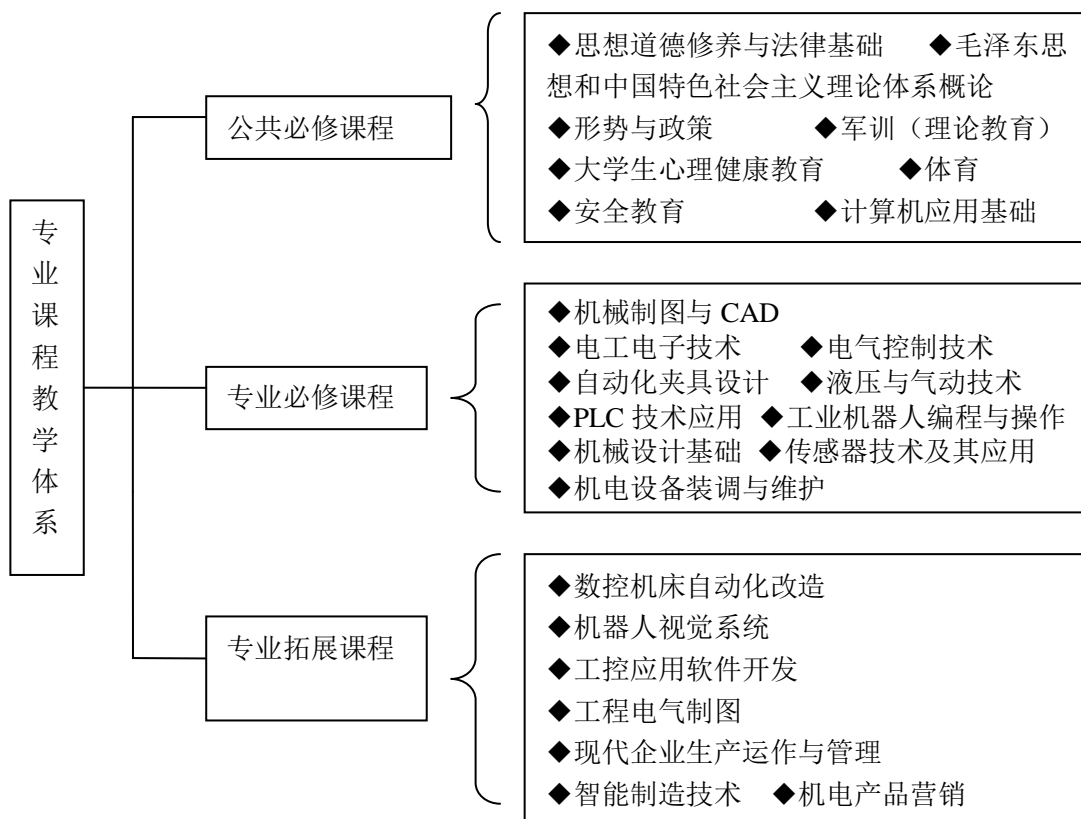 专业课程教学体系
公共必修课程
◆思想道德修养与法律基础 ◆毛泽东思
想和中国特色社会主义理论体系概论
◆形势与政策 ◆军训（理论教育）
◆大学生心理健康教育 ◆体育
◆安全教育 ◆计算机应用基础
专业必修课程
◆机械制图与 CAD
◆电工电子技术 ◆电气控制技术
◆自动化夹具设计 ◆液压与气动技术
◆PLC 技术应用 ◆工业机器人编程与操作
◆机械设计基础 ◆传感器技术及其应用
◆机电设备装调与维护
专业拓展课程
◆数控机床自动化改造
◆机器人视觉系统
◆工控应用软件开发
◆工程电气制图
◆现代企业生产运作与管理
◆智能制造技术 ◆机电产品营销